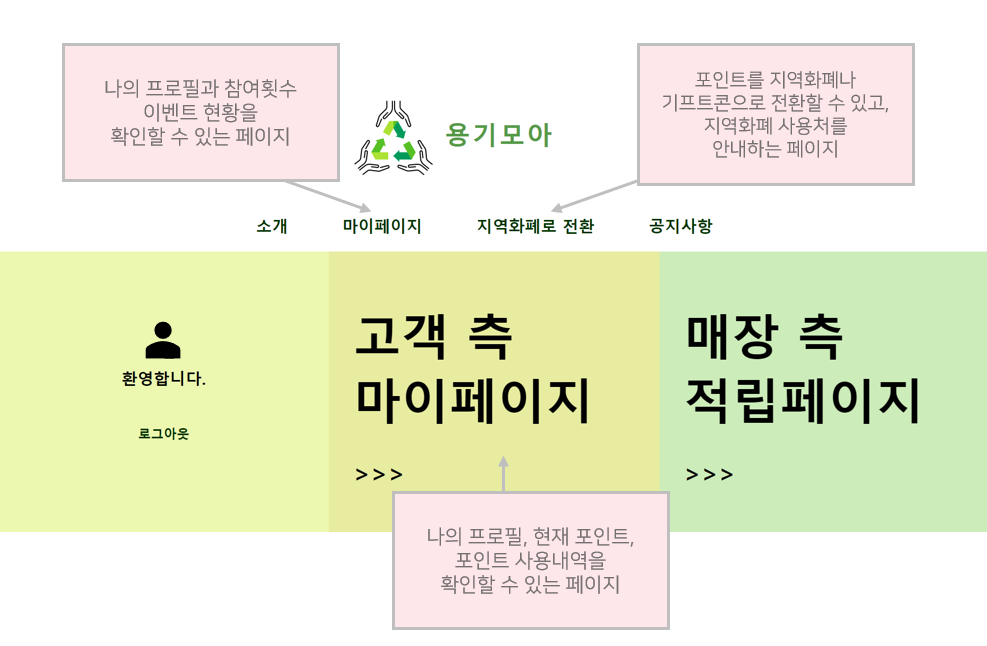 나의 프로필과 참여횟수
이벤트 현황을
확인할 수 있는 페이지
포인트를 지역화폐나
기프트콘으로 전환할 수 있고,
지역화폐 사용처를
안내하는 페이지
용기모아
소개 마이페이지 지역화폐로 전환 공지사항
환영합니다.
로그아웃
고객 측
마이페이지
>>>
매장 측
적립페이지
>>>
나의 프로필, 현재 포인트,
포인트 사용내역을
확인할 수 있는 페이지